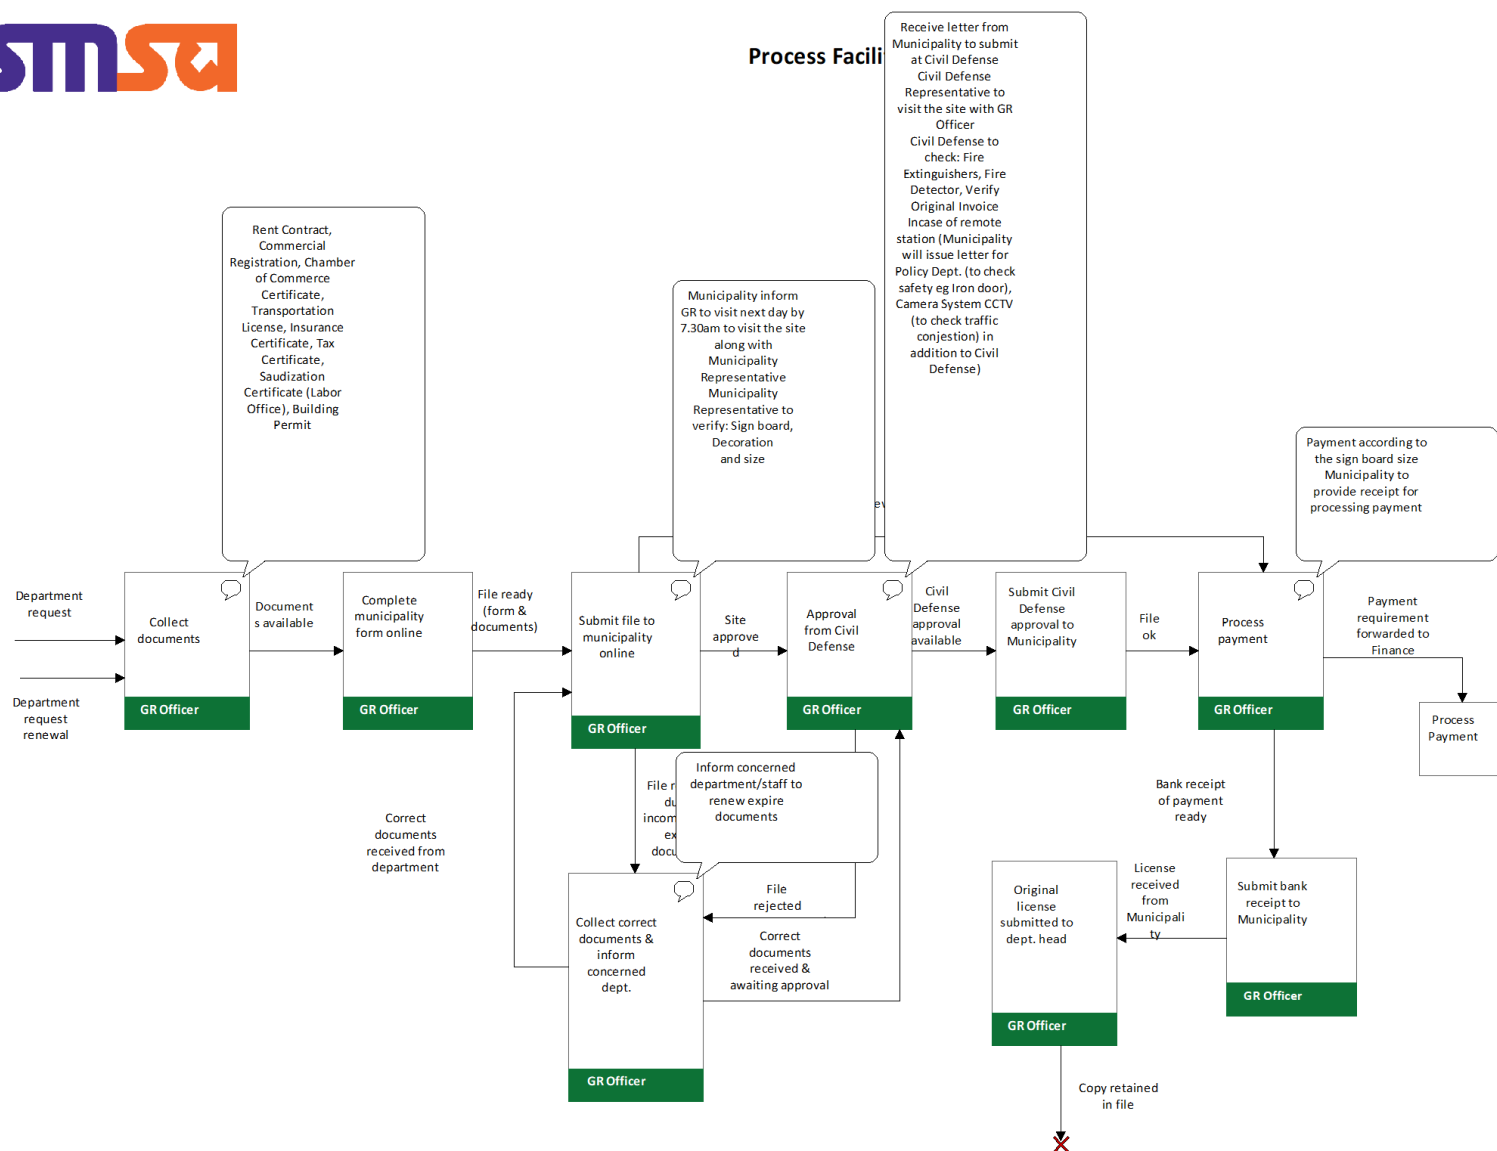 smsa
Process
Receive letter from
Municipality to submit
at Civil Defense
Civil Defense
Representative to
visit the site with GR
Officer
Civil Defense to
check: Fire
Extinguishers, Fire
Detector, Verify
Original Invoice
Incase of remote
station (Municipality
will issue letter for
Policy Dept. (to check
safety eg Iron door),
Camera System CCTV
(to check traffic
conjestion) in
addition to Civil
Defense)
Rent Contract,
Commercial
Registration, Chamber
of Commerce
Certificate,
Transportation
License, Insurance
Certificate, Tax
Certificate,
Saudization
Certificate (Labor
Office), Building
Permit
Municipality inform
GR to visit next day by
7.30am to visit the site
along with
Municipality
Representative
Municipality
Representative to
verify: Sign board,
Decoration
and size
Payment according to
the sign board size
Municipality to
provide receipt for
processing payment
Department
request
Department
request
renewal
Collect
documents
GR Officer
Document
s available
Complete
municipality
form online
GR Officer
File ready
(form &
documents)
Submit file to
municipality
online
GR Officer
Site
approve
d
Approval
from Civil
Defense
GR Officer
Civil
Defense
approval
available
Submit Civil
Defense
approval to
Municipality
GR Officer
File
ok
Process
payment
GR Officer
Payment
requirement
forwarded to
Finance
Process
Payment
Inform concerned
department/staff to
renew expire
documents
File
Correct
documents
received from
department
Collect correct
documents &
inform
concerned
dept.
GR Officer
File
rejected
Correct
documents
received &
awaiting approval
Bank receipt
of payment
ready
Submit bank
receipt to
Municipality
GR Officer
License
received
from
Municipali
ty
Original
license
submitted to
dept. head
GR Officer
Copy retained
in file